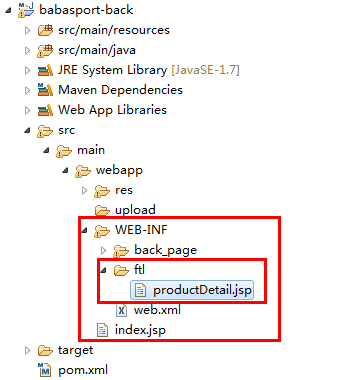 babasport-back
src/main/resources
src/main/java
JRE System Library [JavaSE-1.7]
Maven Dependencies
Web App Libraries
src
main
webapp
res
upload
WEB-INF
back_page
ftl
productDetail.jsp
web.xml
index.jsp
target
pom.xml